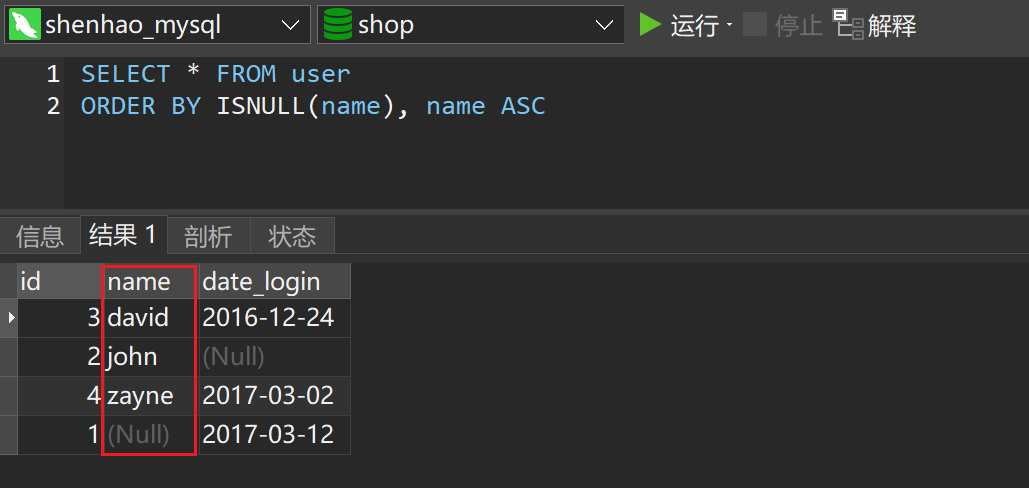 shenhao_mysql shop 运行 停止 解释
1 SELECT * FROM user
2 ORDER BY ISNULL(name), name ASC
信息 结果 1 剖析 状态
id name date_login
3 david 2016-12-24
2 john (Null)
4 zayne 2017-03-02
1 (Null) 2017-03-12